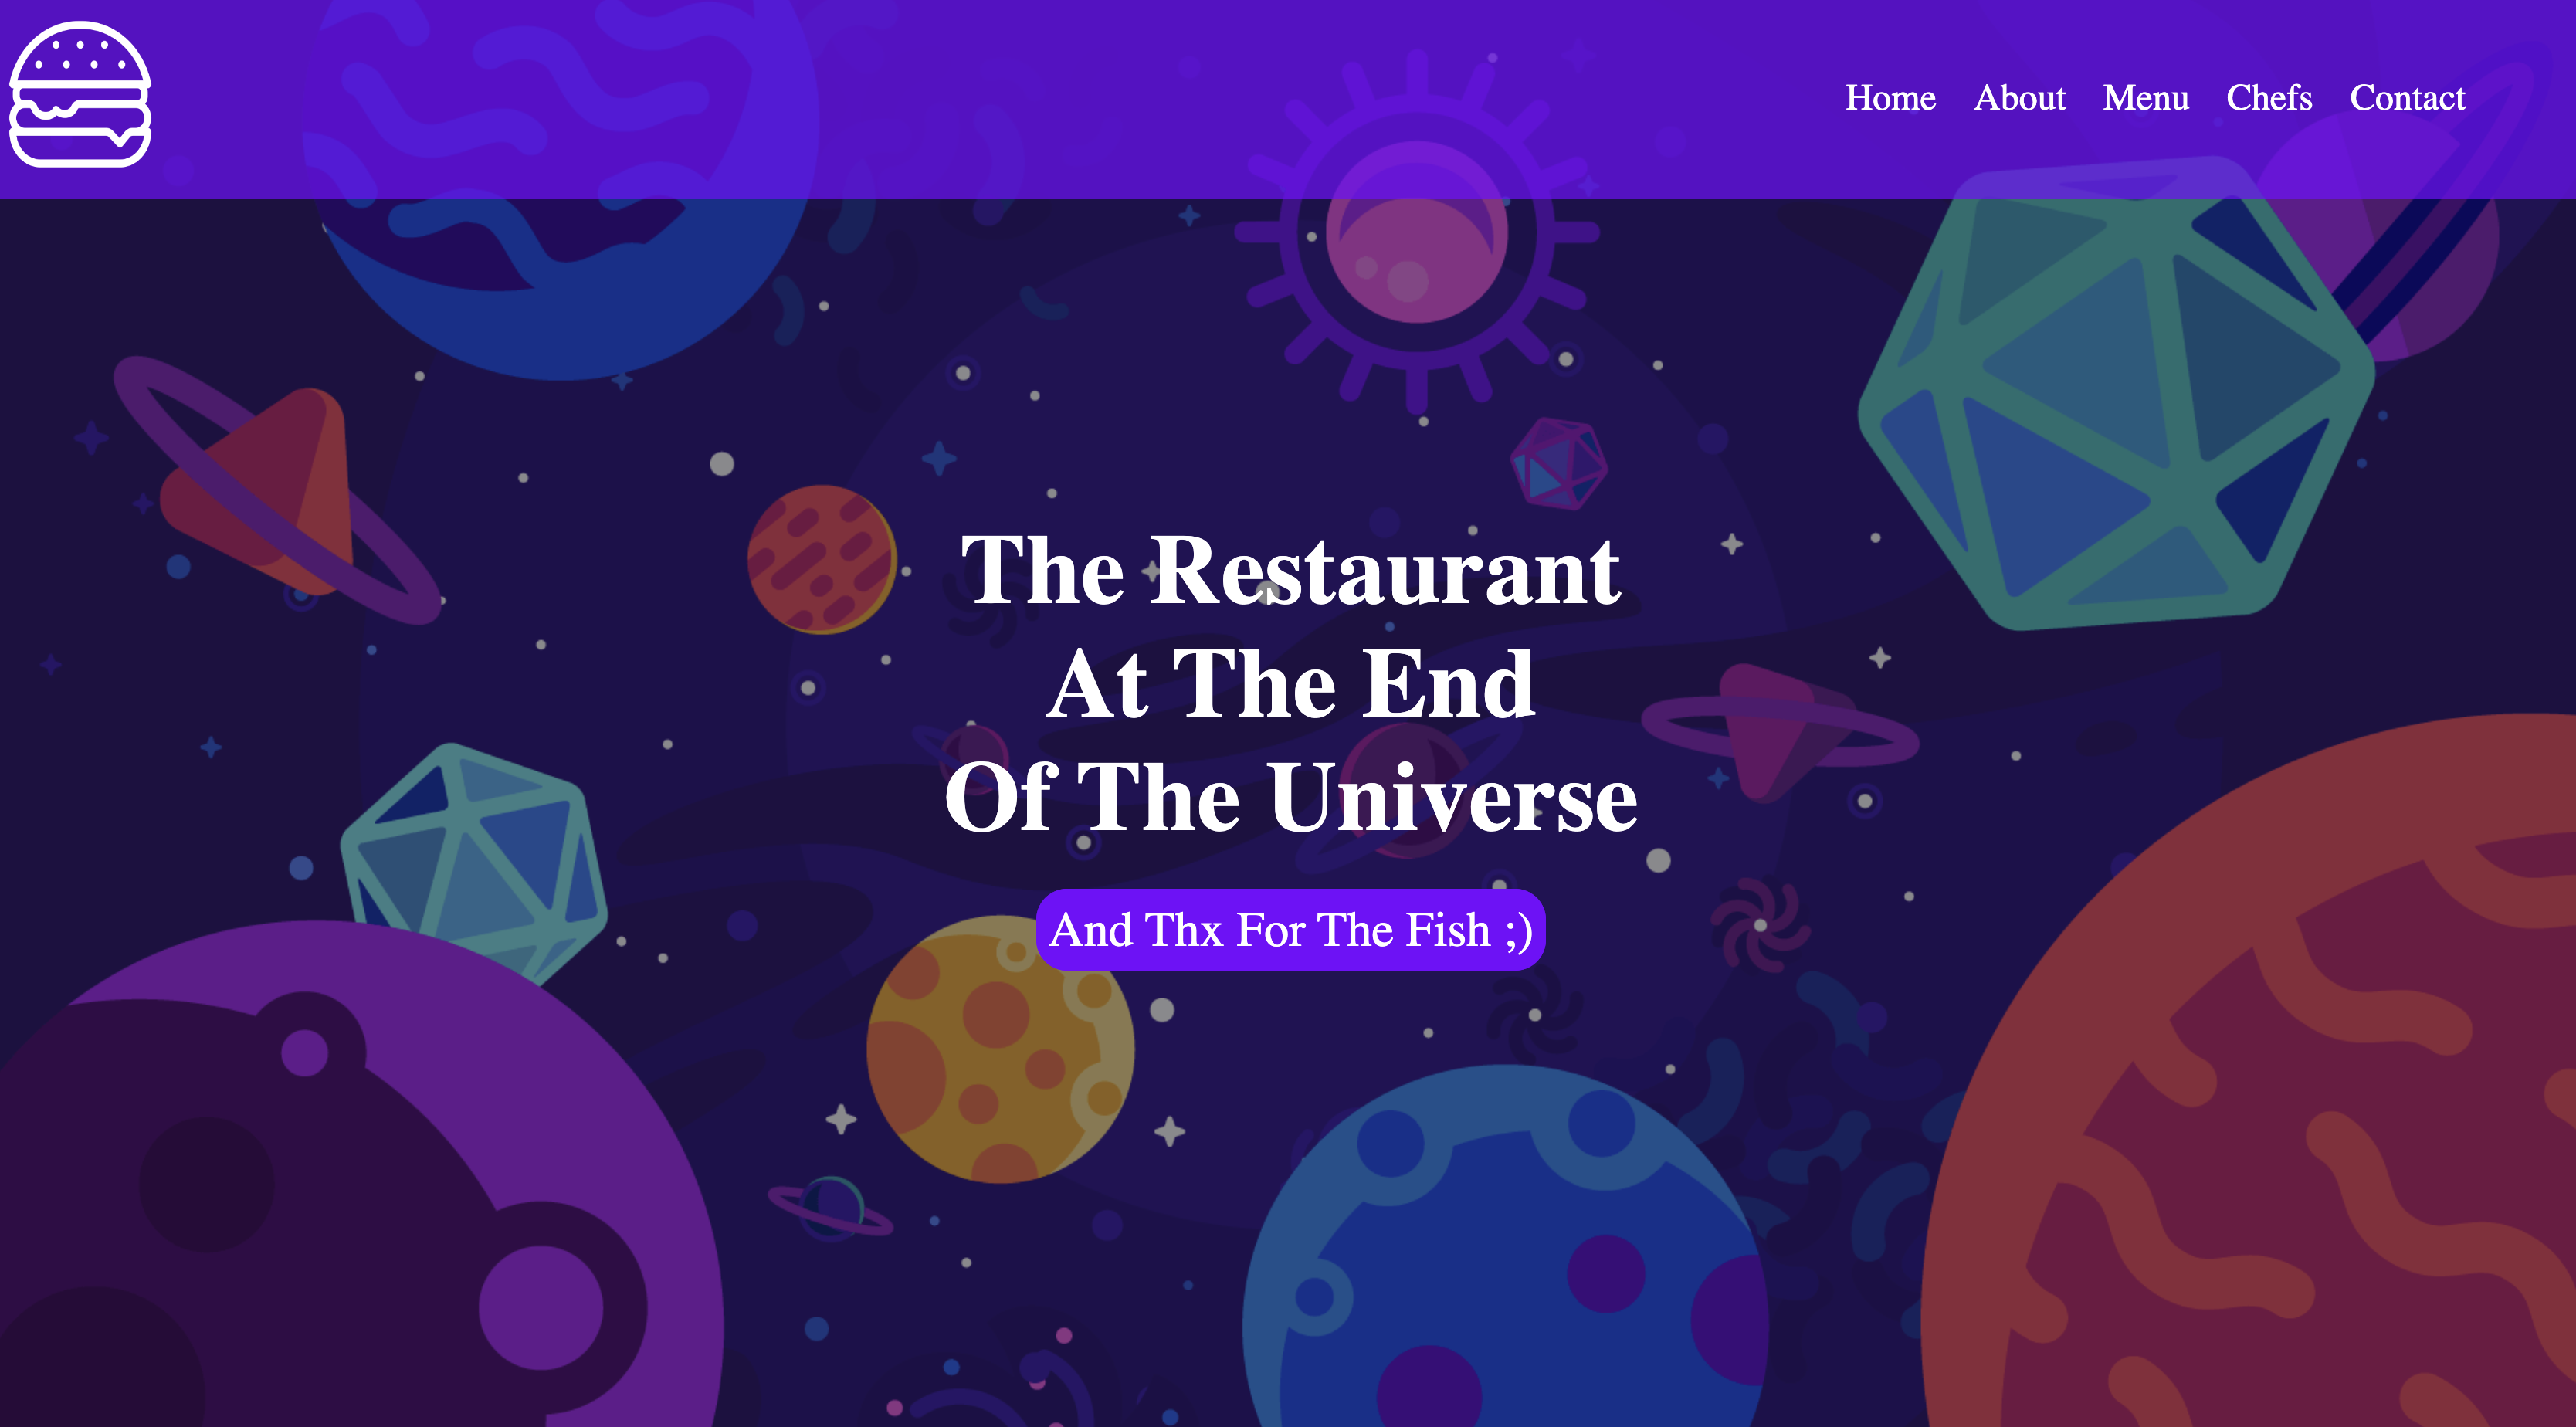 Home About Menu Chefs Contact
The Restaurant
At The End
Of The Universe
And Thx For The Fish ;)